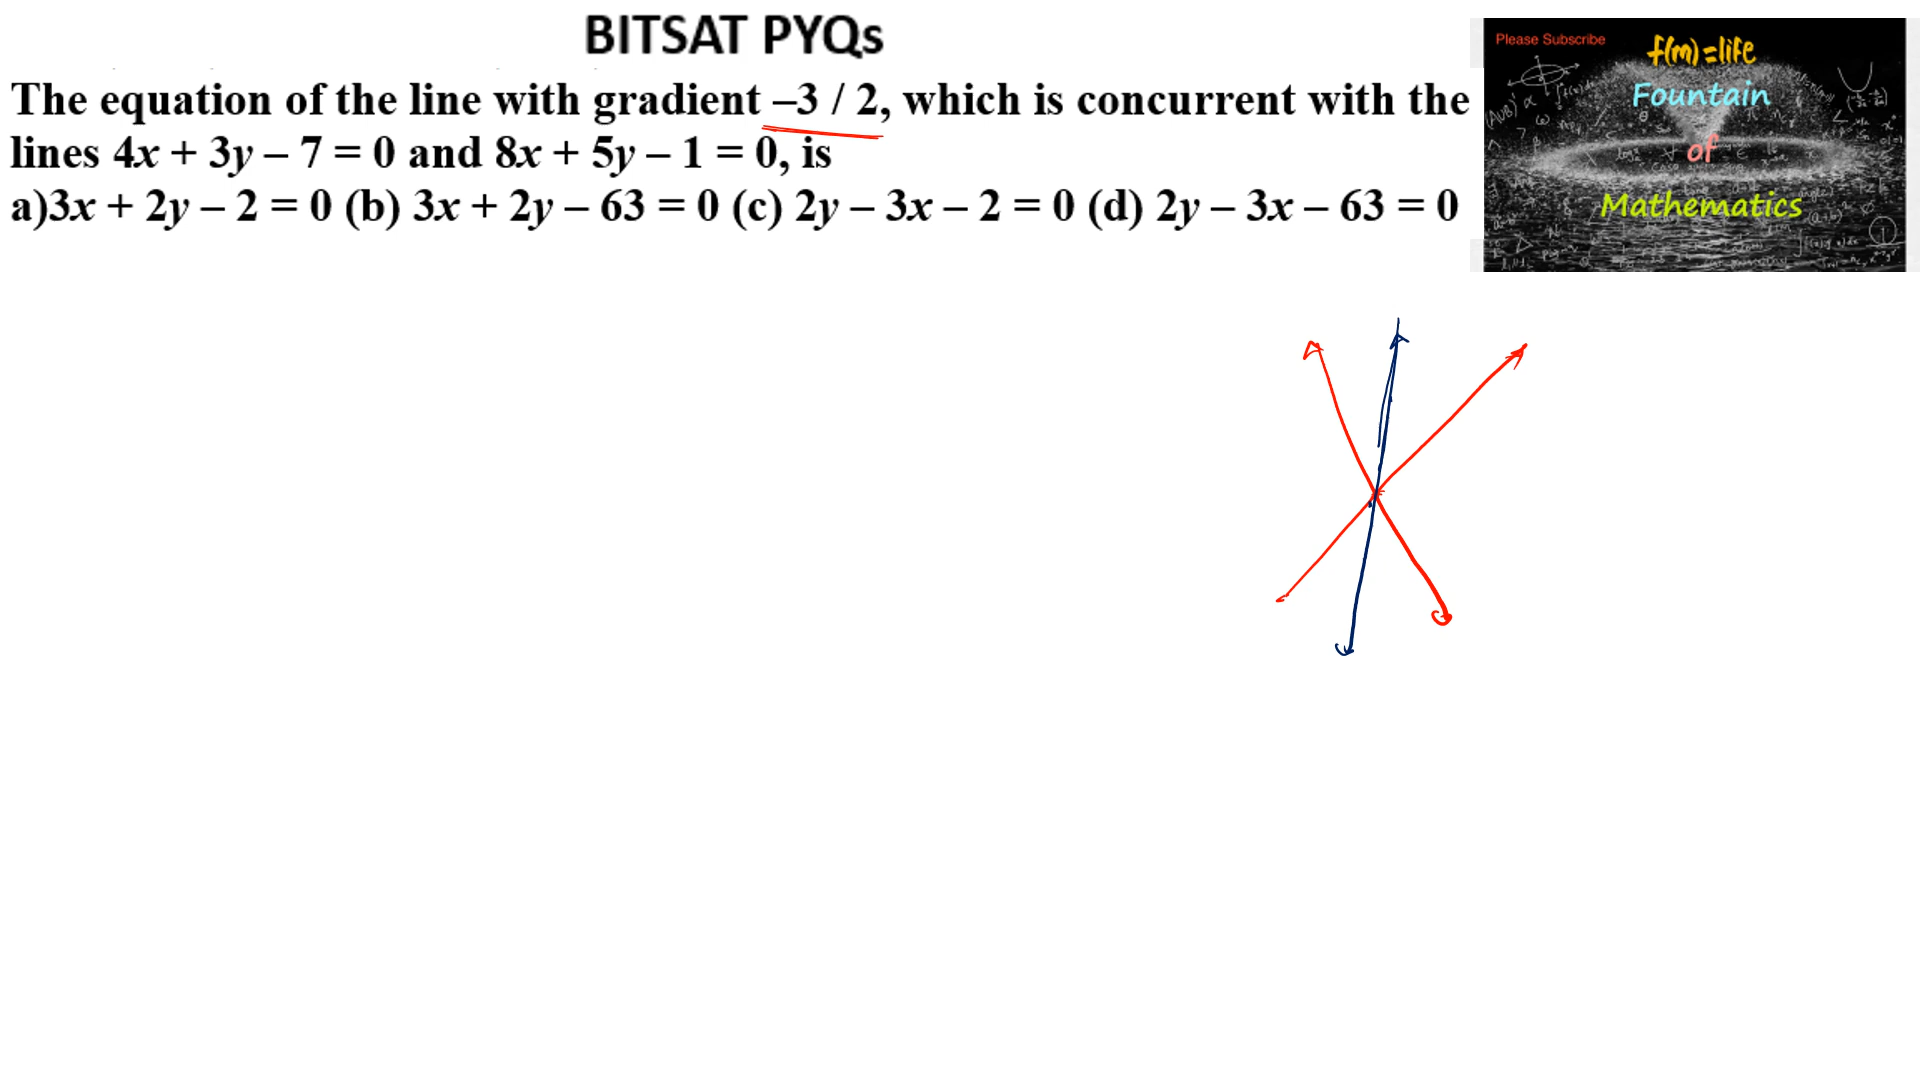 BITSAT PYQs
The equation of the line with gradient –3 / 2, which is concurrent with the
lines 4x + 3y – 7 = 0 and 8x + 5y – 1 = 0, is
a)3x + 2y – 2 = 0 (b) 3x + 2y – 63 = 0 (c) 2y – 3x – 2 = 0 (d) 2y – 3x – 63 = 0
Please Subscribe
f(m)=life
Fountain
of
Mathematics